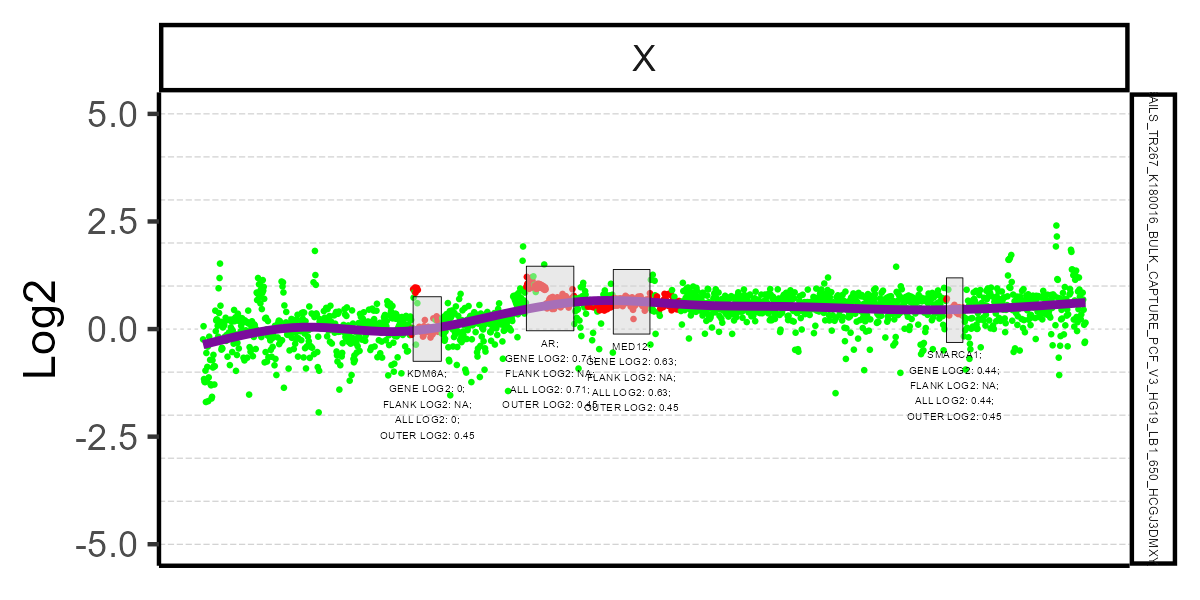 X
5.0
2.5
0.0
-2.5
-5.0
Log2
KDM6A;
GENE LOG2: 0;
FLANK LOG2: NA;
ALL LOG2: 0;
OUTER LOG2: 0.45
AR;
GENE LOG2: 0.71;
FLANK LOG2: NA;
ALL LOG2: 0.71;
OUTER LOG2: 0.45
MED12;
GENE LOG2: 0.63;
FLANK LOG2: NA;
ALL LOG2: 0.63;
OUTER LOG2: 0.45
SMARCA1;
GENE LOG2: 0.44;
FLANK LOG2: NA;
ALL LOG2: 0.44;
OUTER LOG2: 0.45
AILS_TR267_K180016_BULK_CAPTURE_PCF_V3_HG19_LB1_650_HCGJ3DMXY